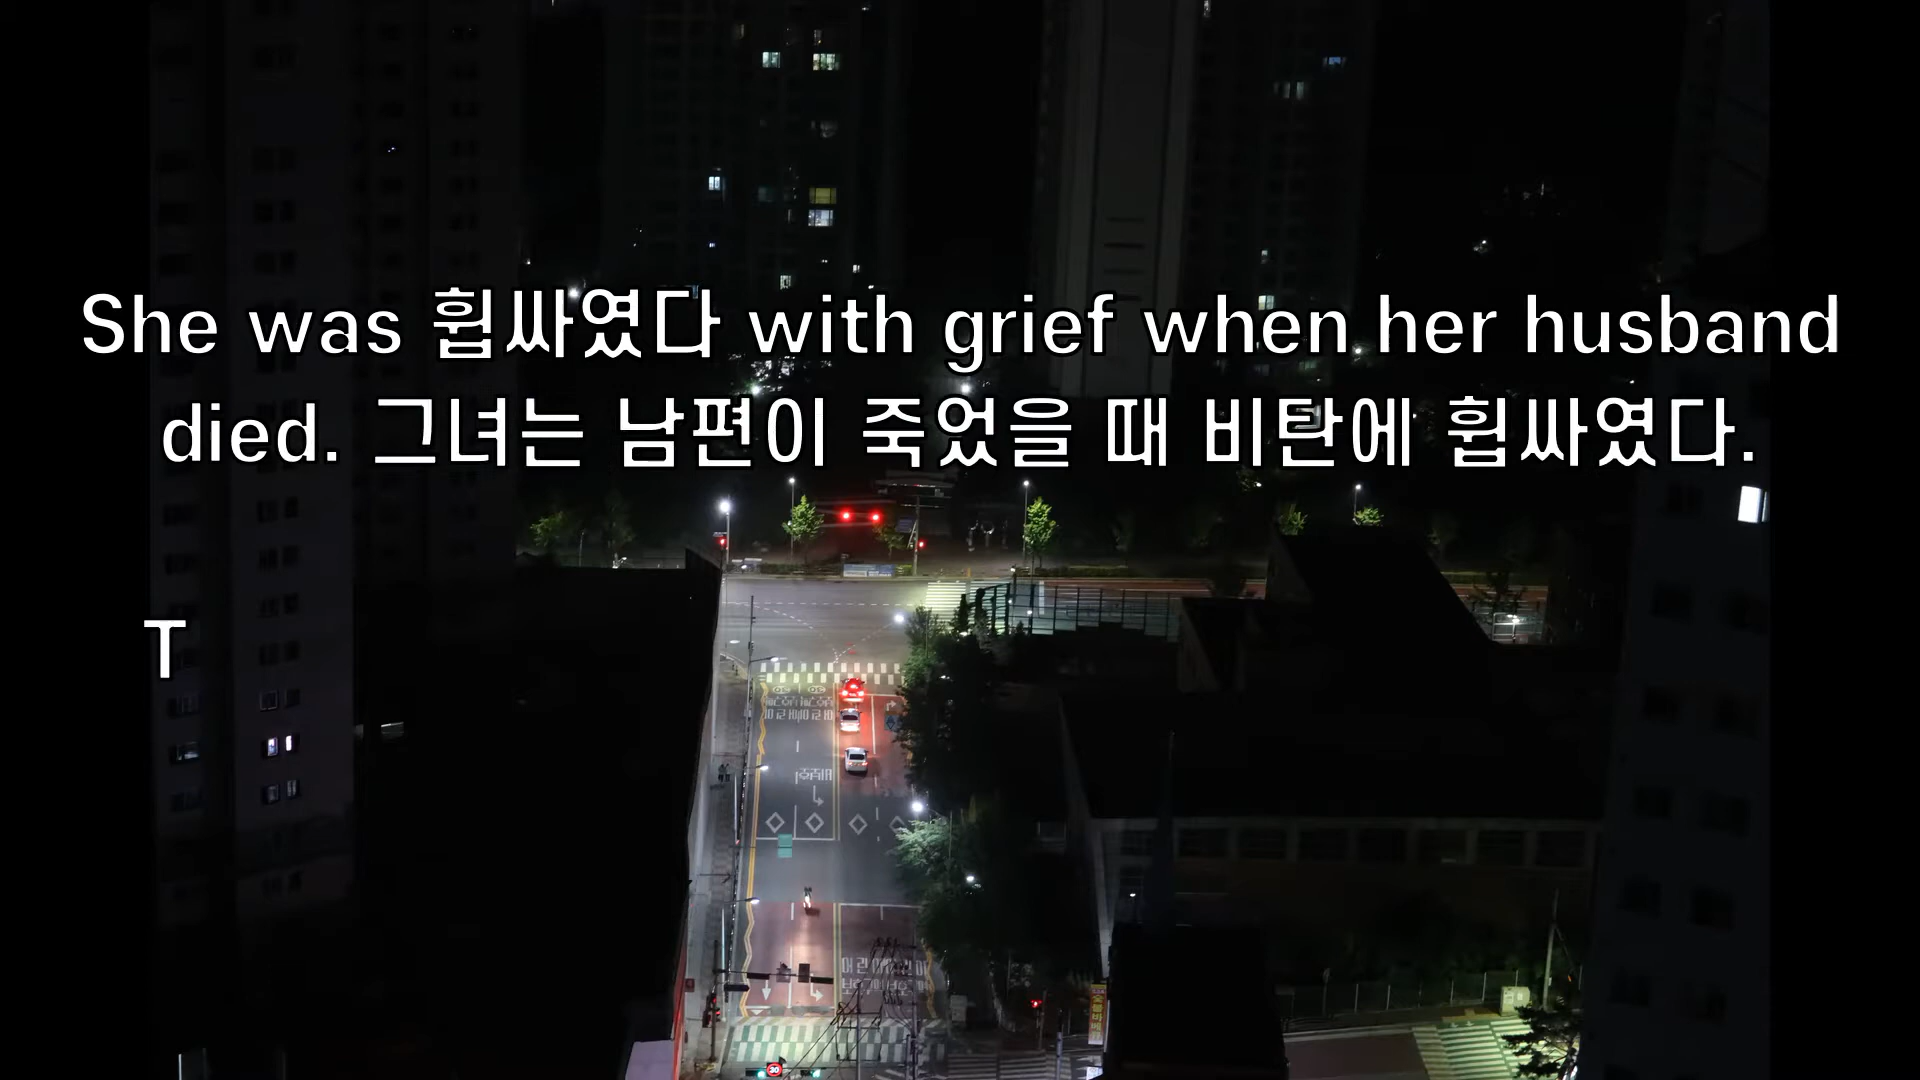 She was 휩싸였다 with grief when her husband
died. 그녀는 남편이 죽었을 때 비탄에 휩싸였다.
T
30